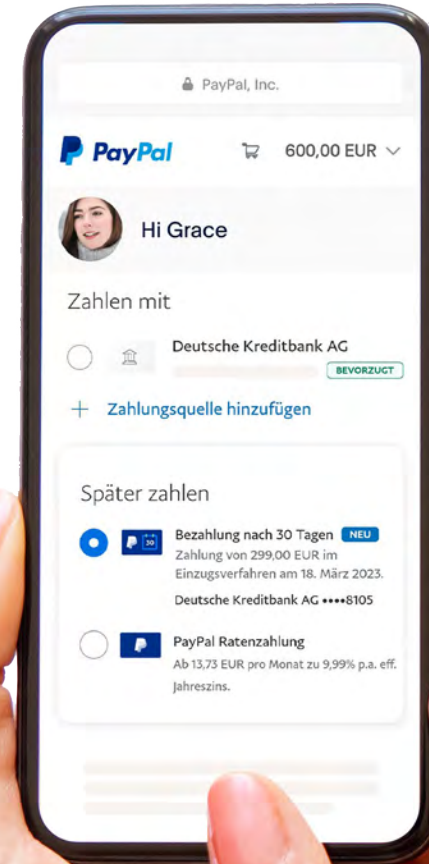 PayPal, Inc.
PayPal
600,00 EUR
Hi Grace
Zahlen mit
Deutsche Kreditbank AG
BEVORZUGT
+ Zahlungsquelle hinzufügen
Später zahlen
Bezahlung nach 30 Tagen NEU
30
Zahlung von 299,00 EUR im
Einzugsverfahren am 18. März 2023.
Deutsche Kreditbank AG ••••8105
PayPal Ratenzahlung
Ab 13,73 EUR pro Monat zu 9,99% p.a. eff.
Jahreszins.